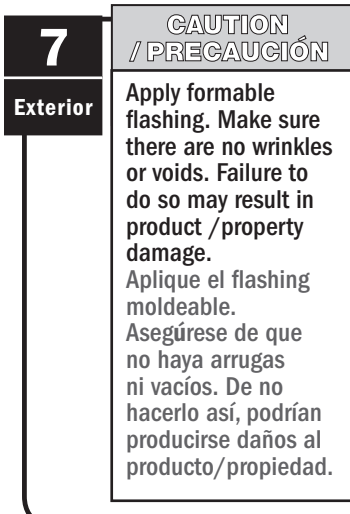 7
Exterior
CAUTION
/ PRECAUCIÓN
Apply formable
flashing. Make sure
there are no wrinkles
or voids. Failure to
do so may result in
product /property
damage.
Aplique el flashing
moldeable.
Asegúrese de que
no haya arrugas
ni vacíos. De no
hacerlo así, podrían
producirse daños al
producto/propiedad.